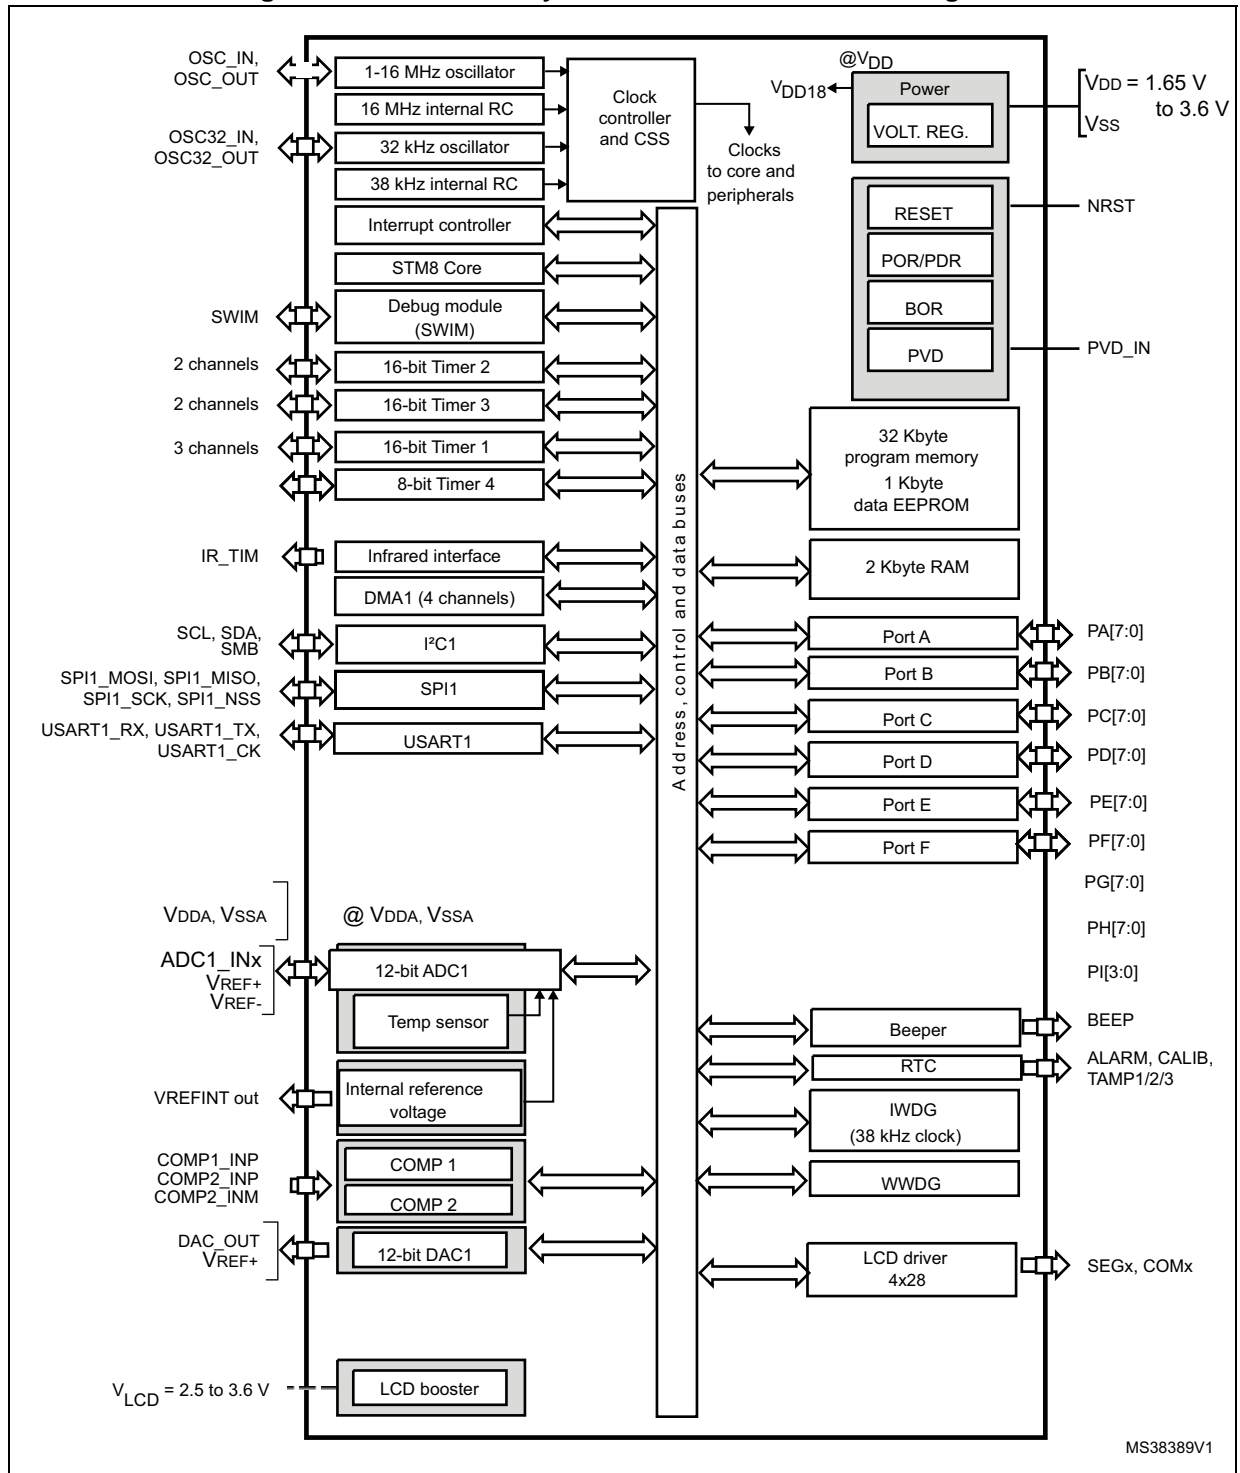 OSC_IN,
OSC_OUT
1-16 MHz oscillator
16 MHz internal RC
OSC32_IN,
OSC32_OUT
32 kHz oscillator
38 kHz internal RC
Clock
controller
and CSS
Clocks
to core and
peripherals
@VDD
VDD18
Power
VOLT. REG.
VDD = 1.65 V
to 3.6 V
VSS
Interrupt controller
STM8 Core
SWIM
Debug module
(SWIM)
2 channels
16-bit Timer 2
2 channels
16-bit Timer 3
3 channels
16-bit Timer 1
8-bit Timer 4
RESET
NRST
POR/PDR
BOR
PVD
PVD_IN
32 Kbyte
program memory
1 Kbyte
data EEPROM
2 Kbyte RAM
IR_TIM
Infrared interface
DMA1 (4 channels)
SCL, SDA,
SMB
I²C1
SPI1_MOSI, SPI1_MISO,
SPI1_SCK, SPI1_NSS
SPI1
USART1_RX, USART1_TX,
USART1_CK
USART1
Address, control and data buses
Port A
PA[7:0]
Port B
PB[7:0]
Port C
PC[7:0]
Port D
PD[7:0]
Port E
PE[7:0]
Port F
PF[7:0]
PG[7:0]
PH[7:0]
PI[3:0]
VDDA, VSSA
@ VDDA, VSSA
ADC1_INx
VREF+
VREF-
12-bit ADC1
Temp sensor
VREFINT out
Internal reference
voltage
COMP1_INP
COMP2_INP
COMP2_INM
COMP 1
COMP 2
DAC_OUT
VREF+
12-bit DAC1
Beeper
BEEP
RTC
ALARM, CALIB,
TAMP1/2/3
IWDG
(38 kHz clock)
WWDG
LCD driver
4x28
SEGx, COMx
VLCD = 2.5 to 3.6 V
LCD booster
MS38389V1